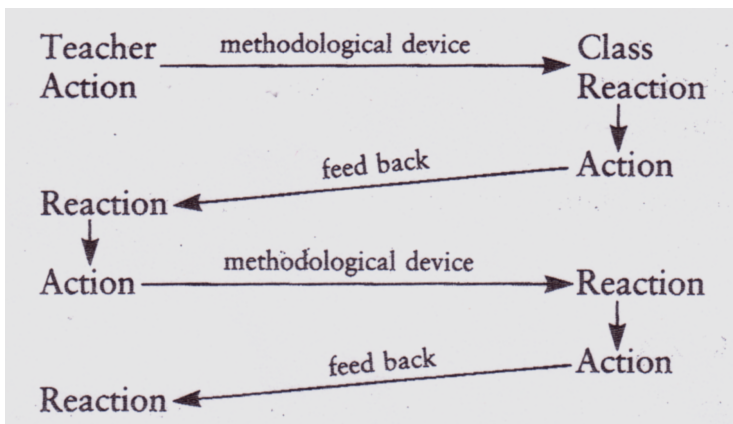 Teacher methodological device Class
Action Reaction
feed back Action
Reaction
Action methodological device Reaction
feed back Action
Reaction